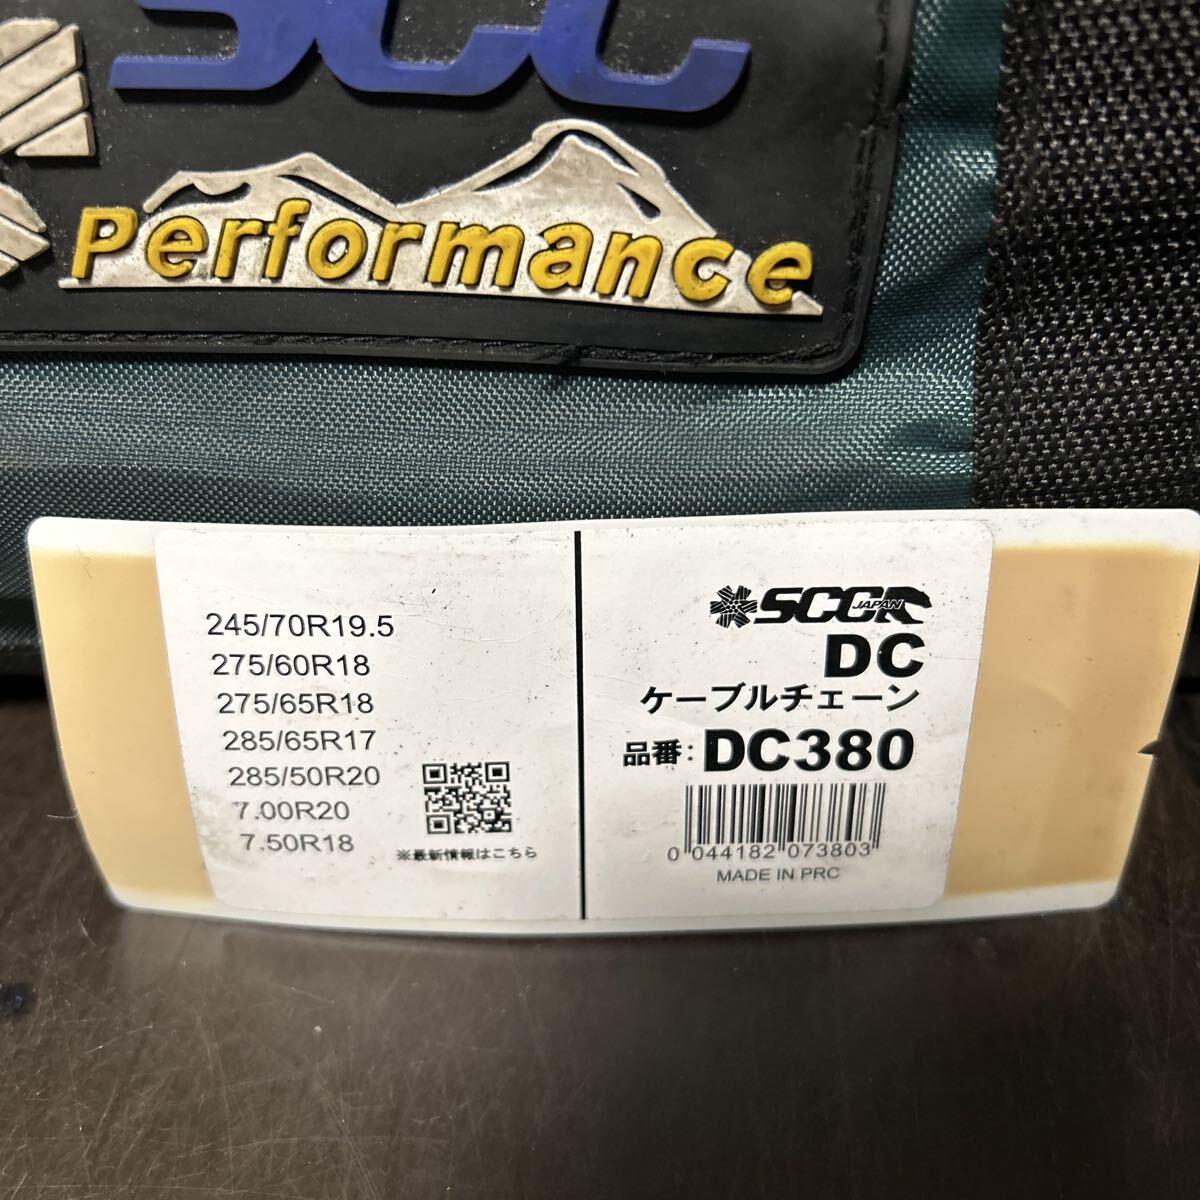 SCC
Performance
245/70R19.5
275/60R18
275/65R18
285/65R17
285/50R20
7.00R20
7.50R18
※最新情報はこちら
SCC JAPAN
DC
ケーブルチェーン
品番: DC380
0 044182 073803
MADE IN PRC